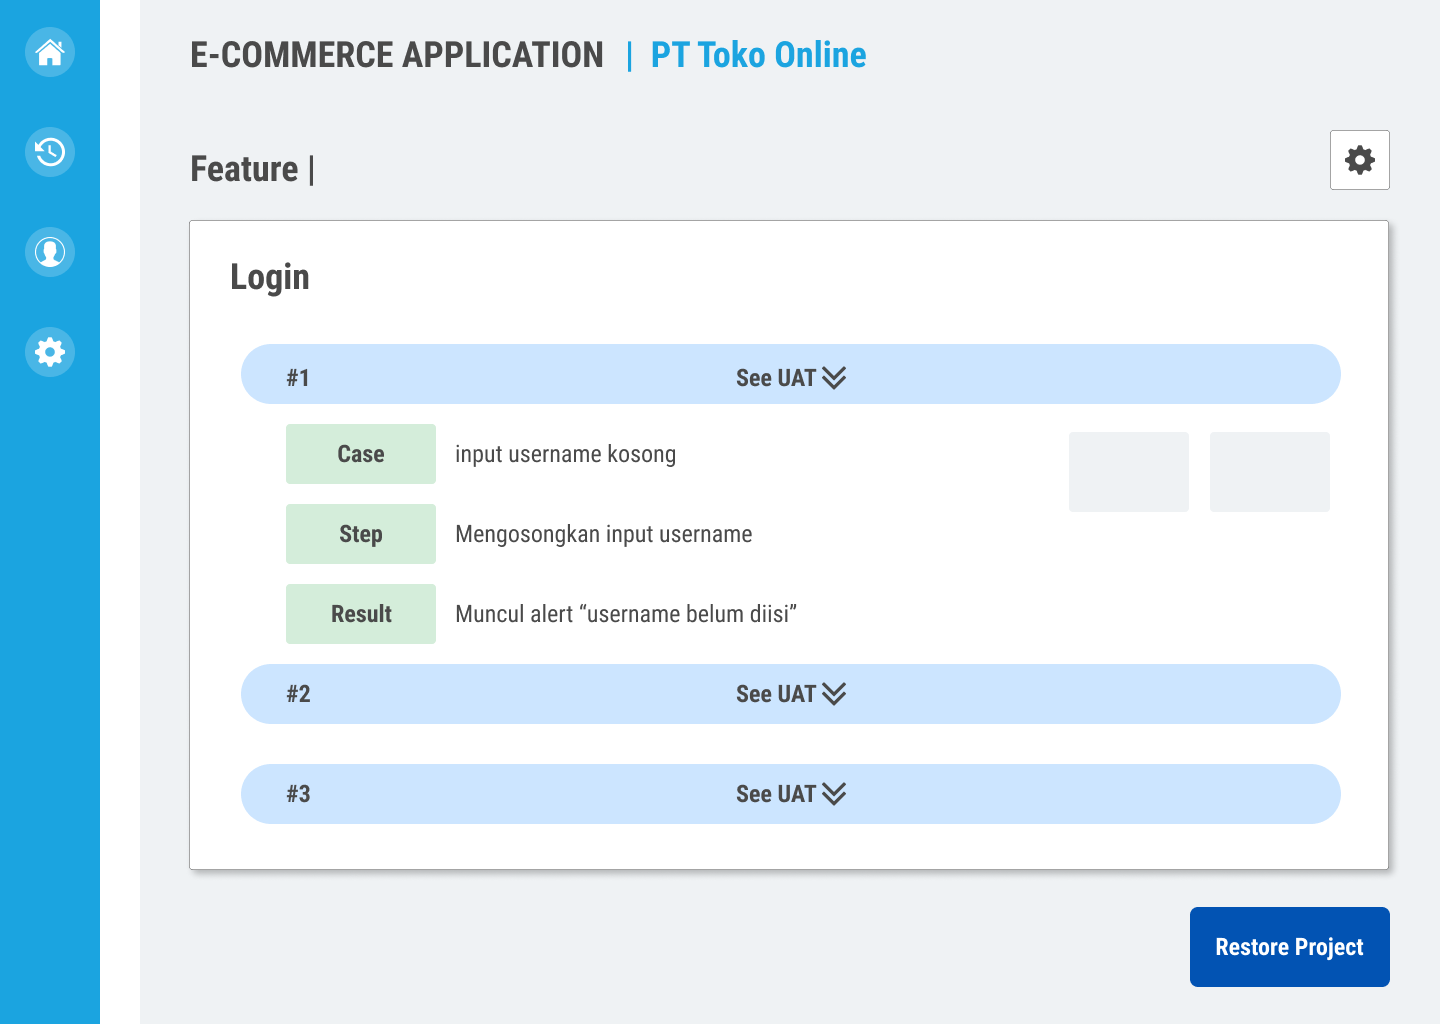 E-COMMERCE APPLICATION | PT Toko Online
Feature |
Login
#1 See UAT
Case input username kosong
Step Mengosongkan input username
Result Muncul alert “username belum diisi”
#2 See UAT
#3 See UAT
Restore Project